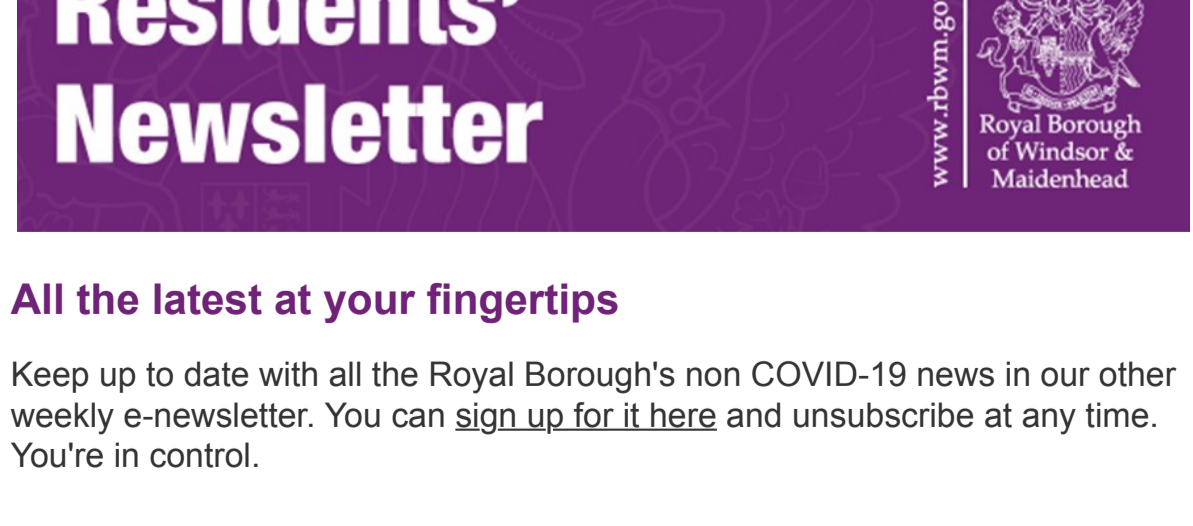 Residents'
Newsletter
www.rbwm.go
Royal Borough
of Windsor &
Maidenhead
All the latest at your fingertips
Keep up to date with all the Royal Borough's non COVID-19 news in our other
weekly e-newsletter. You can sign up for it here and unsubscribe at any time.
You're in control.